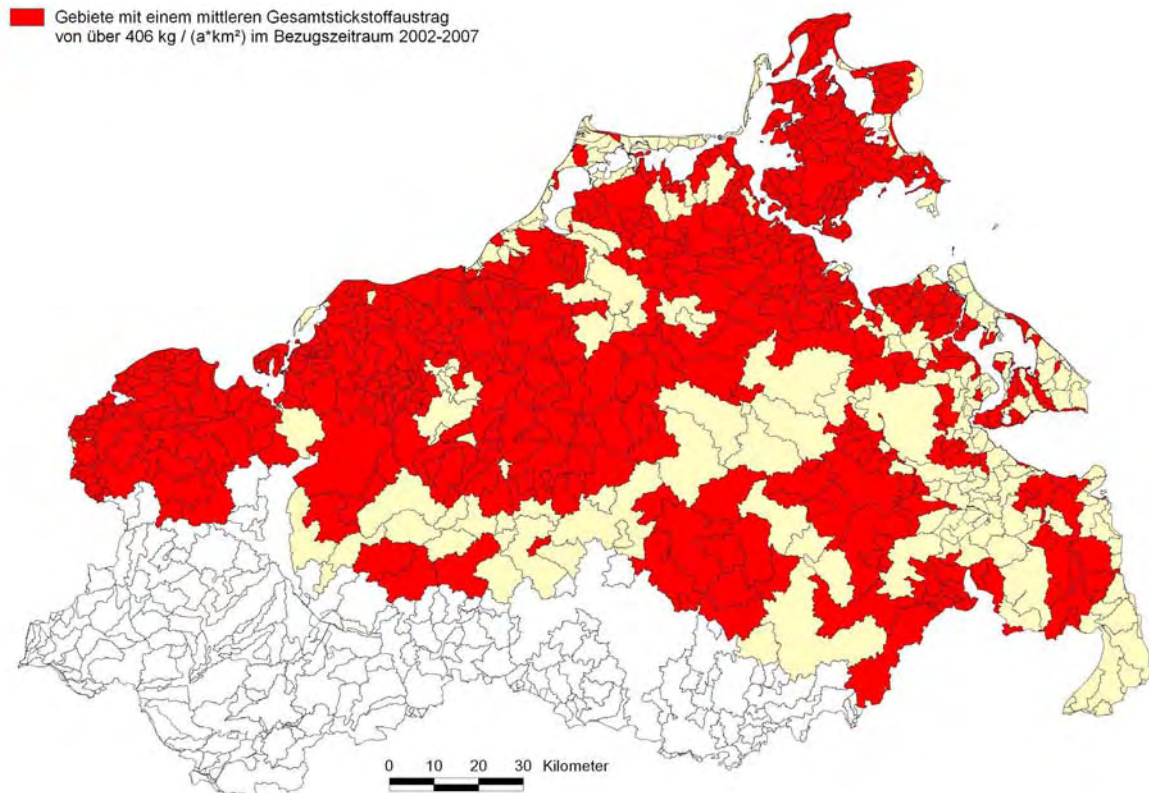 Gebiete mit einem mittleren Gesamtstickstoffaustrag
von über 406 kg / (a*km²) im Bezugszeitraum 2002-2007
0 10 20 30 Kilometer